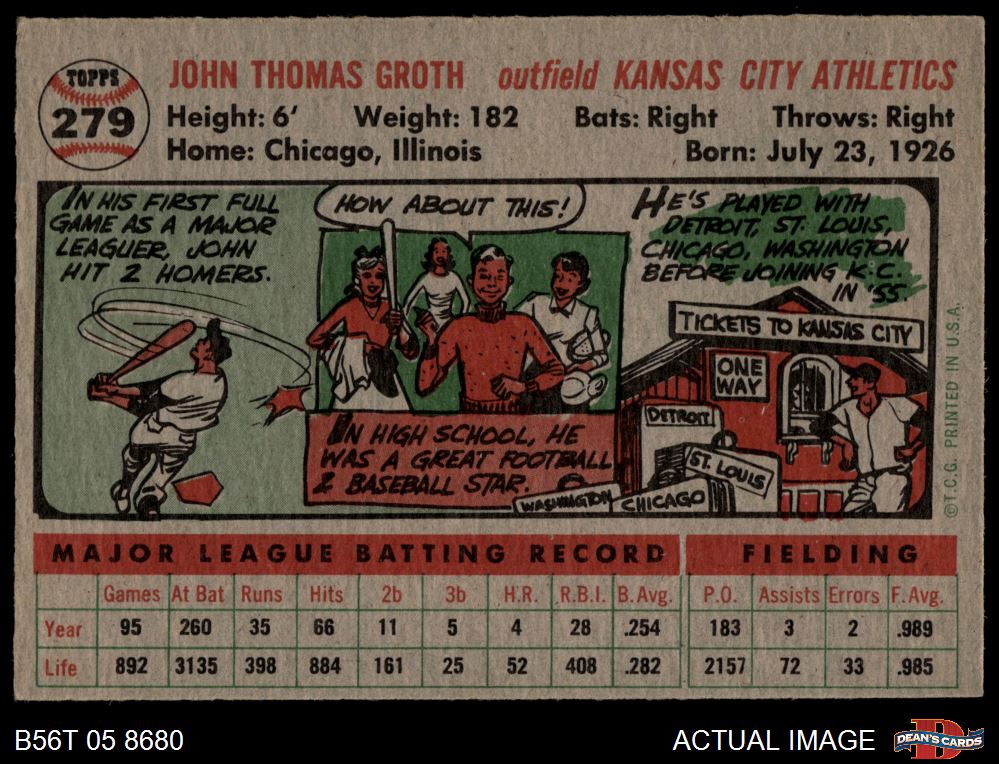 TOPPS
279
JOHN THOMAS GROTH outfield KANSAS CITY ATHLETICS
Height: 6' Weight: 182 Bats: Right Throws: Right
Home: Chicago, Illinois Born: July 23, 1926
IN HIS FIRST FULL
GAME AS A MAJOR
LEAGUER, JOHN
HIT 2 HOMERS.
HOW ABOUT THIS!
IN HIGH SCHOOL, HE
WAS A GREAT FOOTBALL
& BASEBALL STAR.
HE'S PLAYED WITH
DETROIT, ST. LOUIS,
CHICAGO, WASHINGTON
BEFORE JOINING K.C.
IN '55.
TICKETS TO KANSAS CITY
ONE
WAY
DETROIT
ST. LOUIS
WASHINGTON
CHICAGO
©T.C.G. PRINTED IN U.S.A.
MAJOR LEAGUE BATTING RECORD FIELDING
Games At Bat Runs Hits 2b 3b H.R. R.B.I. B.Avg. P.O. Assists Errors F.Avg.
Year 95 260 35 66 11 5 4 28 .254 183 3 2 .989
Life 892 3135 398 884 161 25 52 408 .282 2157 72 33 .985
B56T 05 8680 ACTUAL IMAGE
D
DEAN'S CARDS